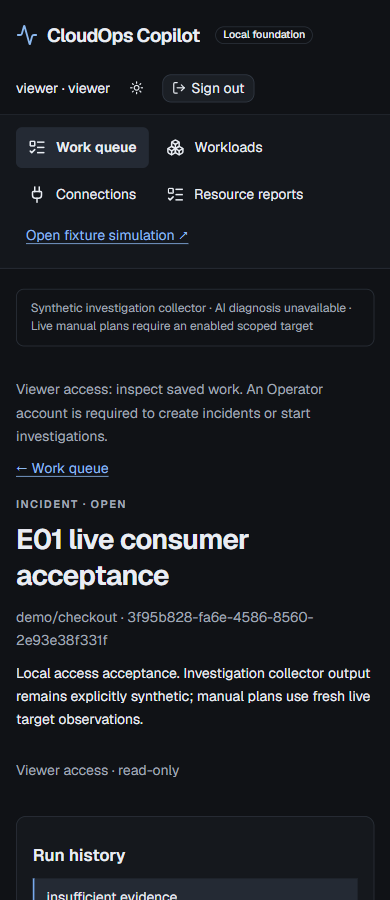 CloudOps Copilot Local foundation
viewer · viewer Sign out
Work queue Workloads
Connections Resource reports
Open fixture simulation ↗
Synthetic investigation collector · AI diagnosis unavailable ·
Live manual plans require an enabled scoped target
Viewer access: inspect saved work. An Operator
account is required to create incidents or start
investigations.
← Work queue
INCIDENT · OPEN
E01 live consumer
acceptance
demo/checkout · 3f95b828-fa6e-4586-8560-
2e93e38f331f
Local access acceptance. Investigation collector output
remains explicitly synthetic; manual plans use fresh live
target observations.
Viewer access · read-only
Run history
insufficient evidence